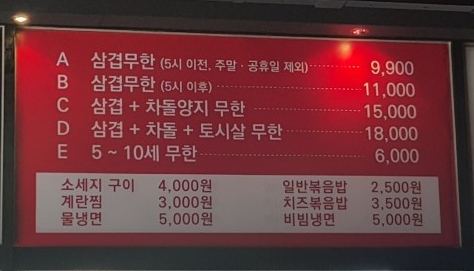 A 삼겹무한 (5시 이전, 주말 · 공휴일 제외) 9,900
B 삼겹무한 (5시 이후) 11,000
C 삼겹 + 차돌양지 무한 15,000
D 삼겹 + 차돌 + 토시살 무한 18,000
E 5 ~ 10세 무한 6,000
소세지 구이 4,000원 일반볶음밥 2,500원
계란찜 3,000원 치즈볶음밥 3,500원
물냉면 5,000원 비빔냉면 5,000원